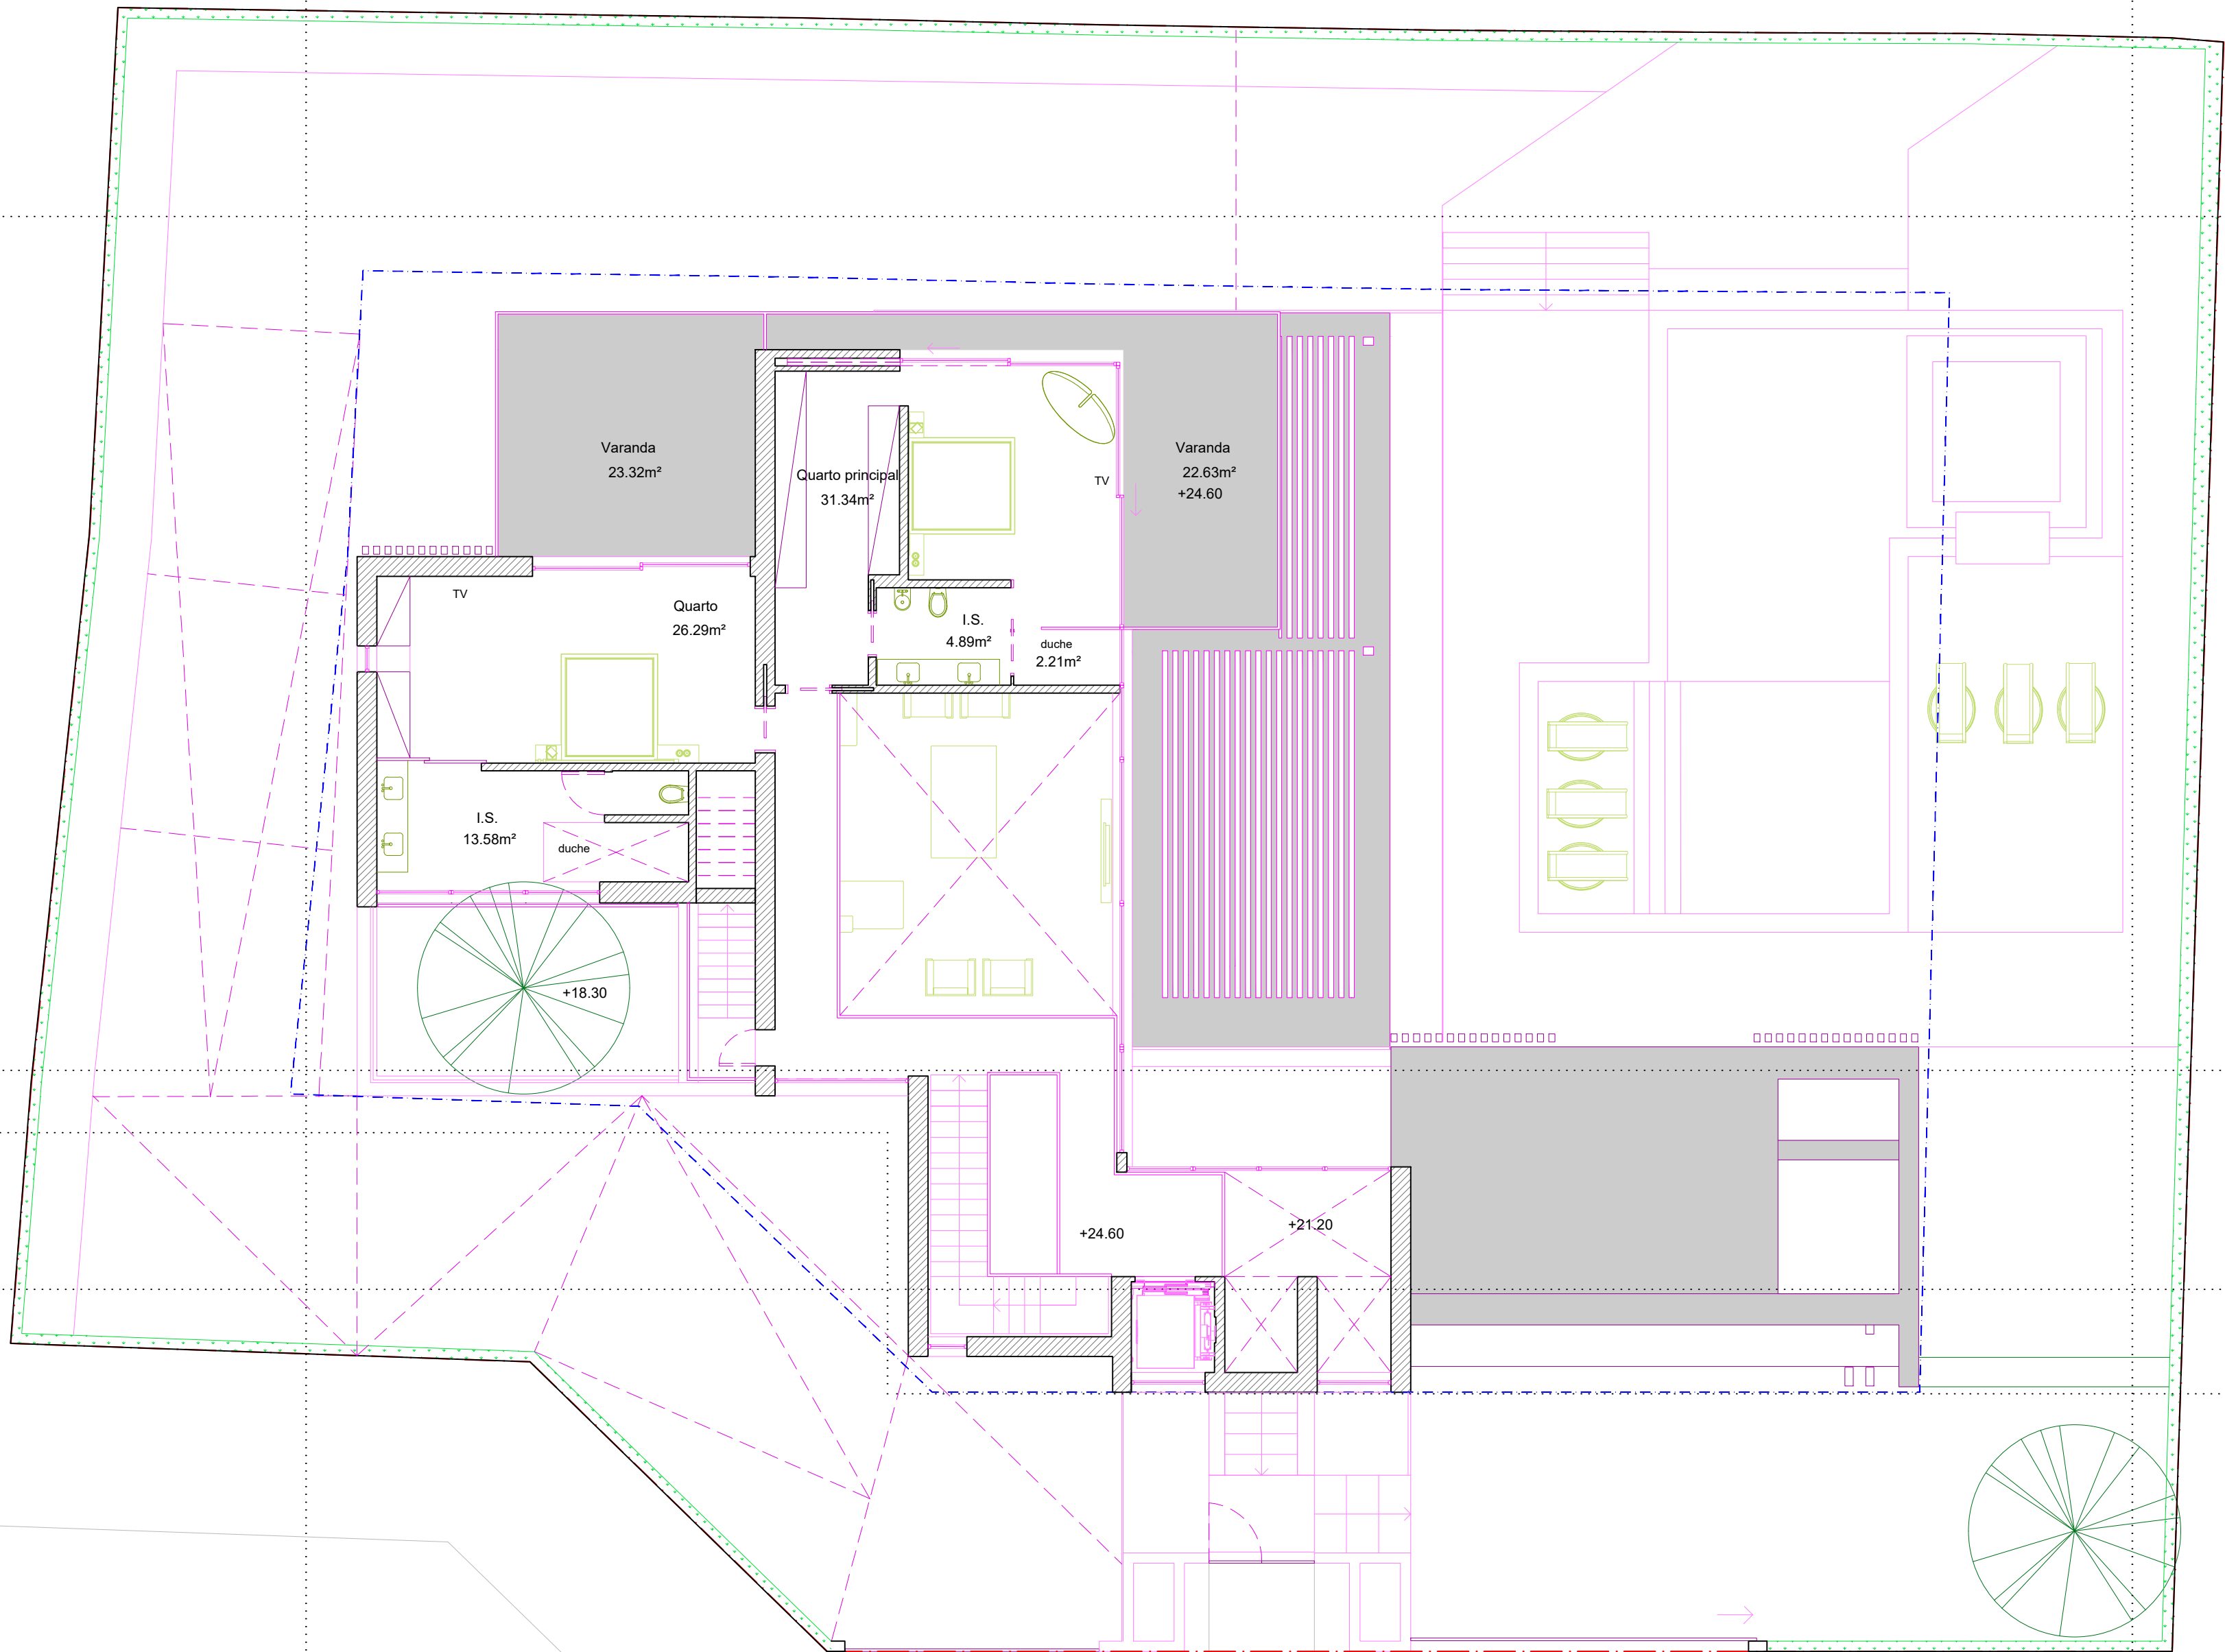 Varanda
23.32m²
Quarto principal
31.34m²
Varanda
22.63m²
+24.60
TV
TV
Quarto
26.29m²
I.S.
4.89m²
duche
2.21m²
I.S.
13.58m²
duche
+18.30
+24.60
+21.20